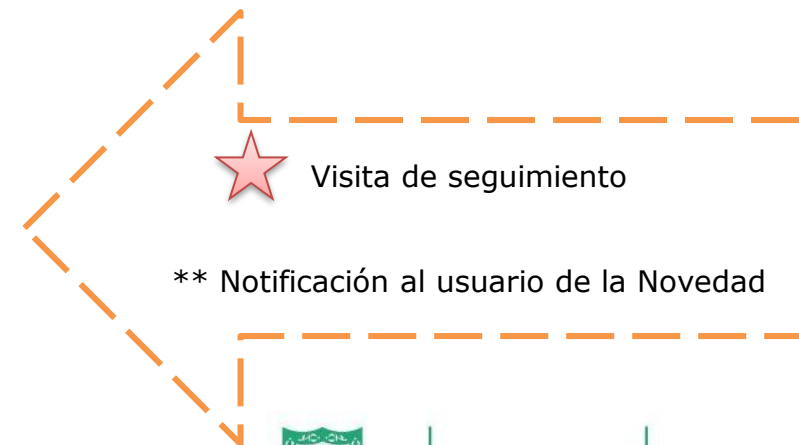 Visita de seguimiento
** Notificación al usuario de la Novedad